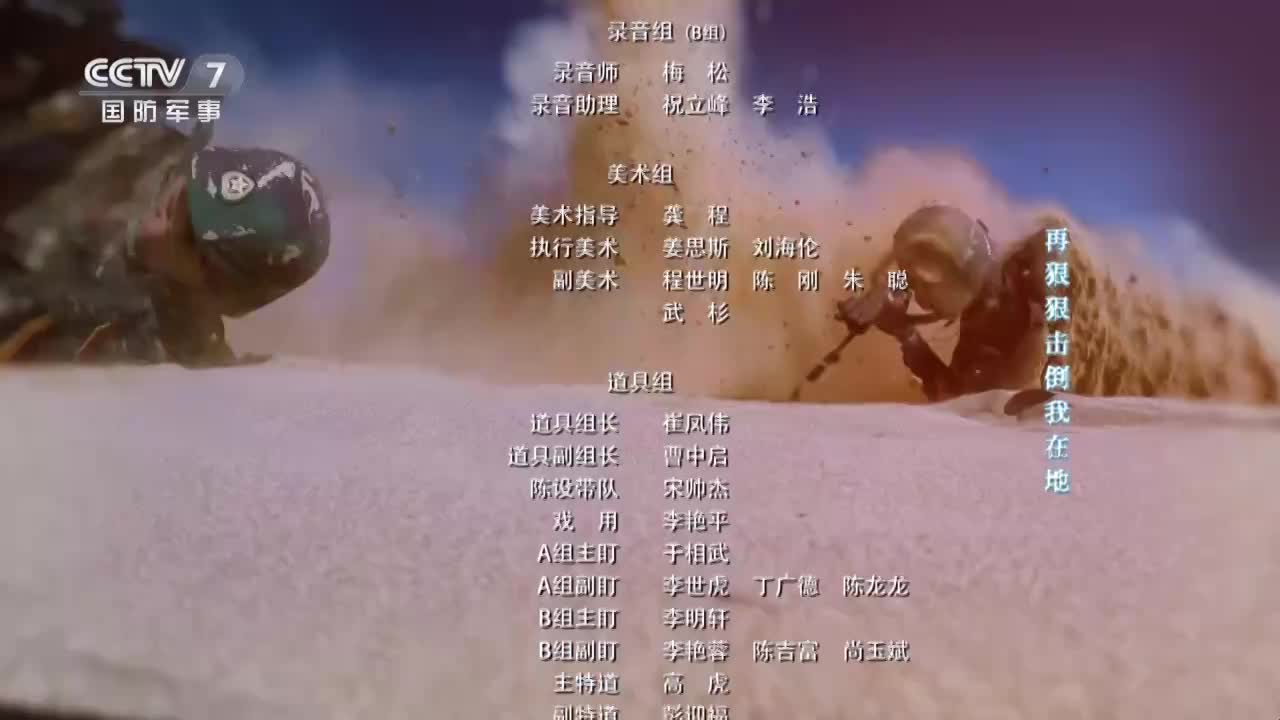 CCTV 7
国防军事
录音组（B组）
录音师 梅 松
录音助理 祝立峰 李 浩
美术组
美术指导 龚 程
执行美术 姜思斯 刘海伦
副美术 程世明 陈 刚 朱 聪
武 杉
道具组
道具组长 崔凤伟
道具副组长 曹中启
陈设带队 宋帅杰
戏 用 李艳平
A组主盯 于相武
A组副盯 李世虎 丁广德 陈龙龙
B组主盯 李明轩
B组副盯 李艳蓉 陈吉富 尚玉斌
主特道 高 虎
副特道 彭迎福
再狠狠击倒我在地